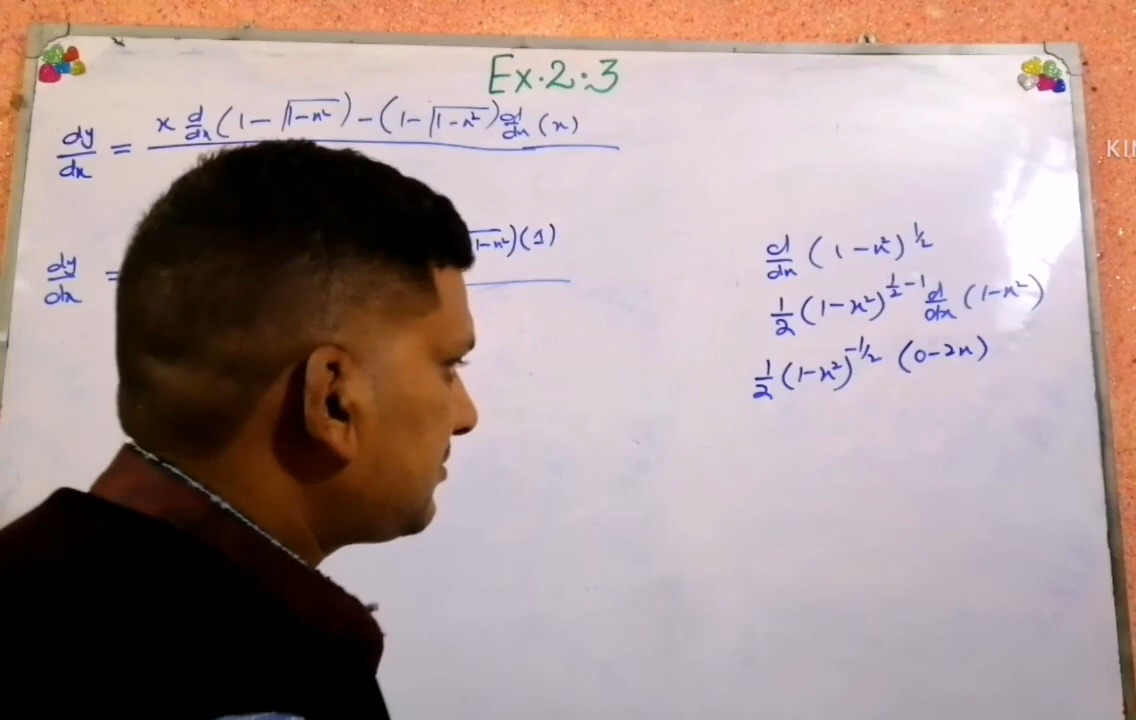 Ex.2.3
dy/dx = x d/dx (1-√1-x²) - (1-√1-x²) d/dx (x)
dy/dx = √1-x²)(1)
d/dx (1-x²)^1/2
1/2 (1-x²)^1/2-1 d/dx (1-x²)
1/2 (1-x²)^-1/2 (0-2x)